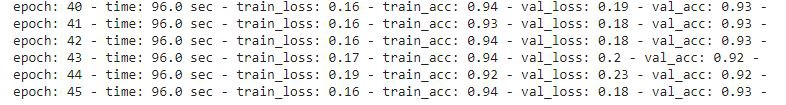 epoch: 40 - time: 96.0 sec - train_loss: 0.16 - train_acc: 0.94 - val_loss: 0.19 - val_acc: 0.93 -
epoch: 41 - time: 96.0 sec - train_loss: 0.16 - train_acc: 0.93 - val_loss: 0.18 - val_acc: 0.93 -
epoch: 42 - time: 96.0 sec - train_loss: 0.16 - train_acc: 0.94 - val_loss: 0.18 - val_acc: 0.93 -
epoch: 43 - time: 96.0 sec - train_loss: 0.17 - train_acc: 0.94 - val_loss: 0.2 - val_acc: 0.92 -
epoch: 44 - time: 96.0 sec - train_loss: 0.19 - train_acc: 0.92 - val_loss: 0.23 - val_acc: 0.92 -
epoch: 45 - time: 96.0 sec - train_loss: 0.16 - train_acc: 0.94 - val_loss: 0.18 - val_acc: 0.93 -